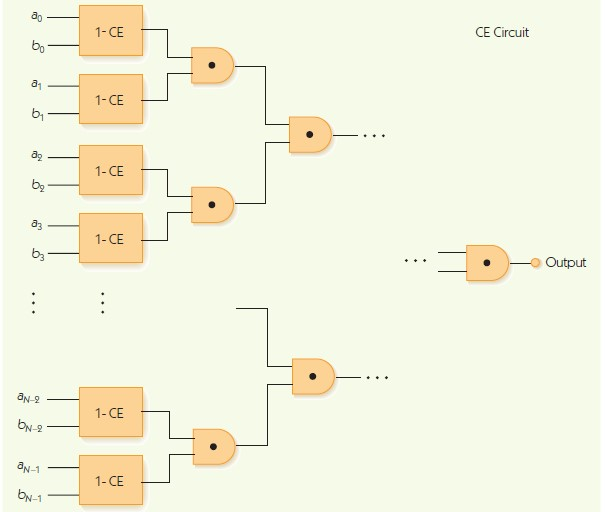 CE Circuit
a₀
b₀
1- CE
a₁
b₁
1- CE
a₂
b₂
1- CE
a₃
b₃
1- CE
Output
aN–2
bN–2
1- CE
aN–1
bN–1
1- CE